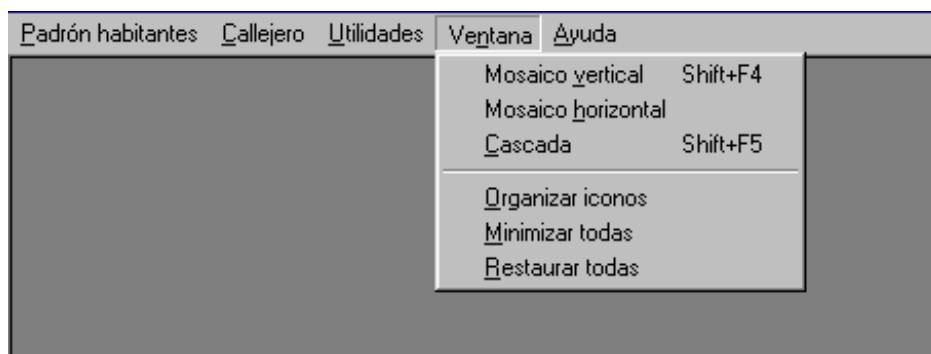 Padrón habitantes Callejero Utilidades Ventana Ayuda
Mosaico vertical Shift+F4
Mosaico horizontal
Cascada Shift+F5
Organizar iconos
Minimizar todas
Restaurar todas